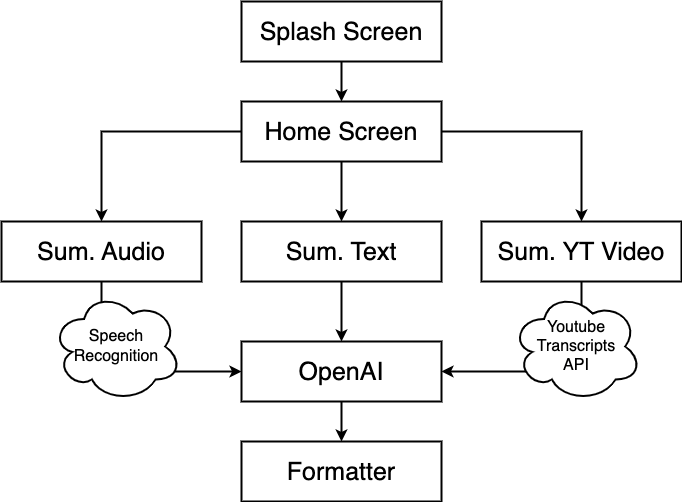 Splash Screen
Home Screen
Sum. Audio
Sum. Text
Sum. YT Video
Speech
Recognition
Youtube
Transcripts
API
OpenAI
Formatter